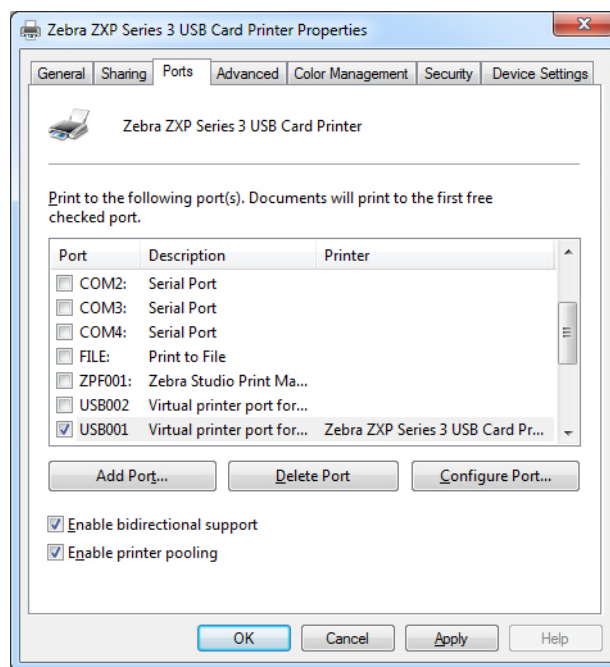 Zebra ZXP Series 3 USB Card Printer Properties
General Sharing Ports Advanced Color Management Security Device Settings
Zebra ZXP Series 3 USB Card Printer
Print to the following port(s). Documents will print to the first free
checked port.
Port Description Printer
COM2: Serial Port
COM3: Serial Port
COM4: Serial Port
FILE: Print to File
ZPF001: Zebra Studio Print Ma...
USB002 Virtual printer port for...
USB001 Virtual printer port for... Zebra ZXP Series 3 USB Card Pr...
Add Port... Delete Port Configure Port...
Enable bidirectional support
Enable printer pooling
OK Cancel Apply Help